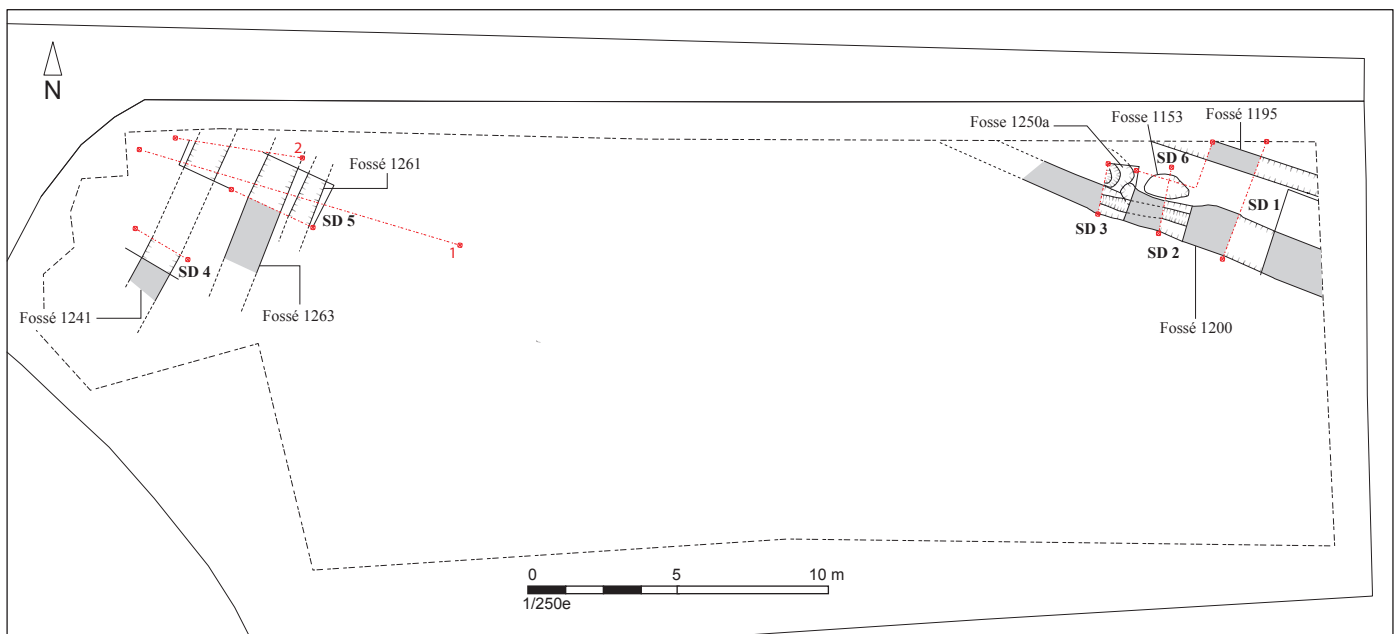 N
Fosse 1250a
Fosse 1153
Fossé 1195
2
Fossé 1261
SD 6
SD 5
SD 1
SD 3
1
SD 2
SD 4
Fossé 1241
Fossé 1263
Fossé 1200
0 5 10 m
1/250e